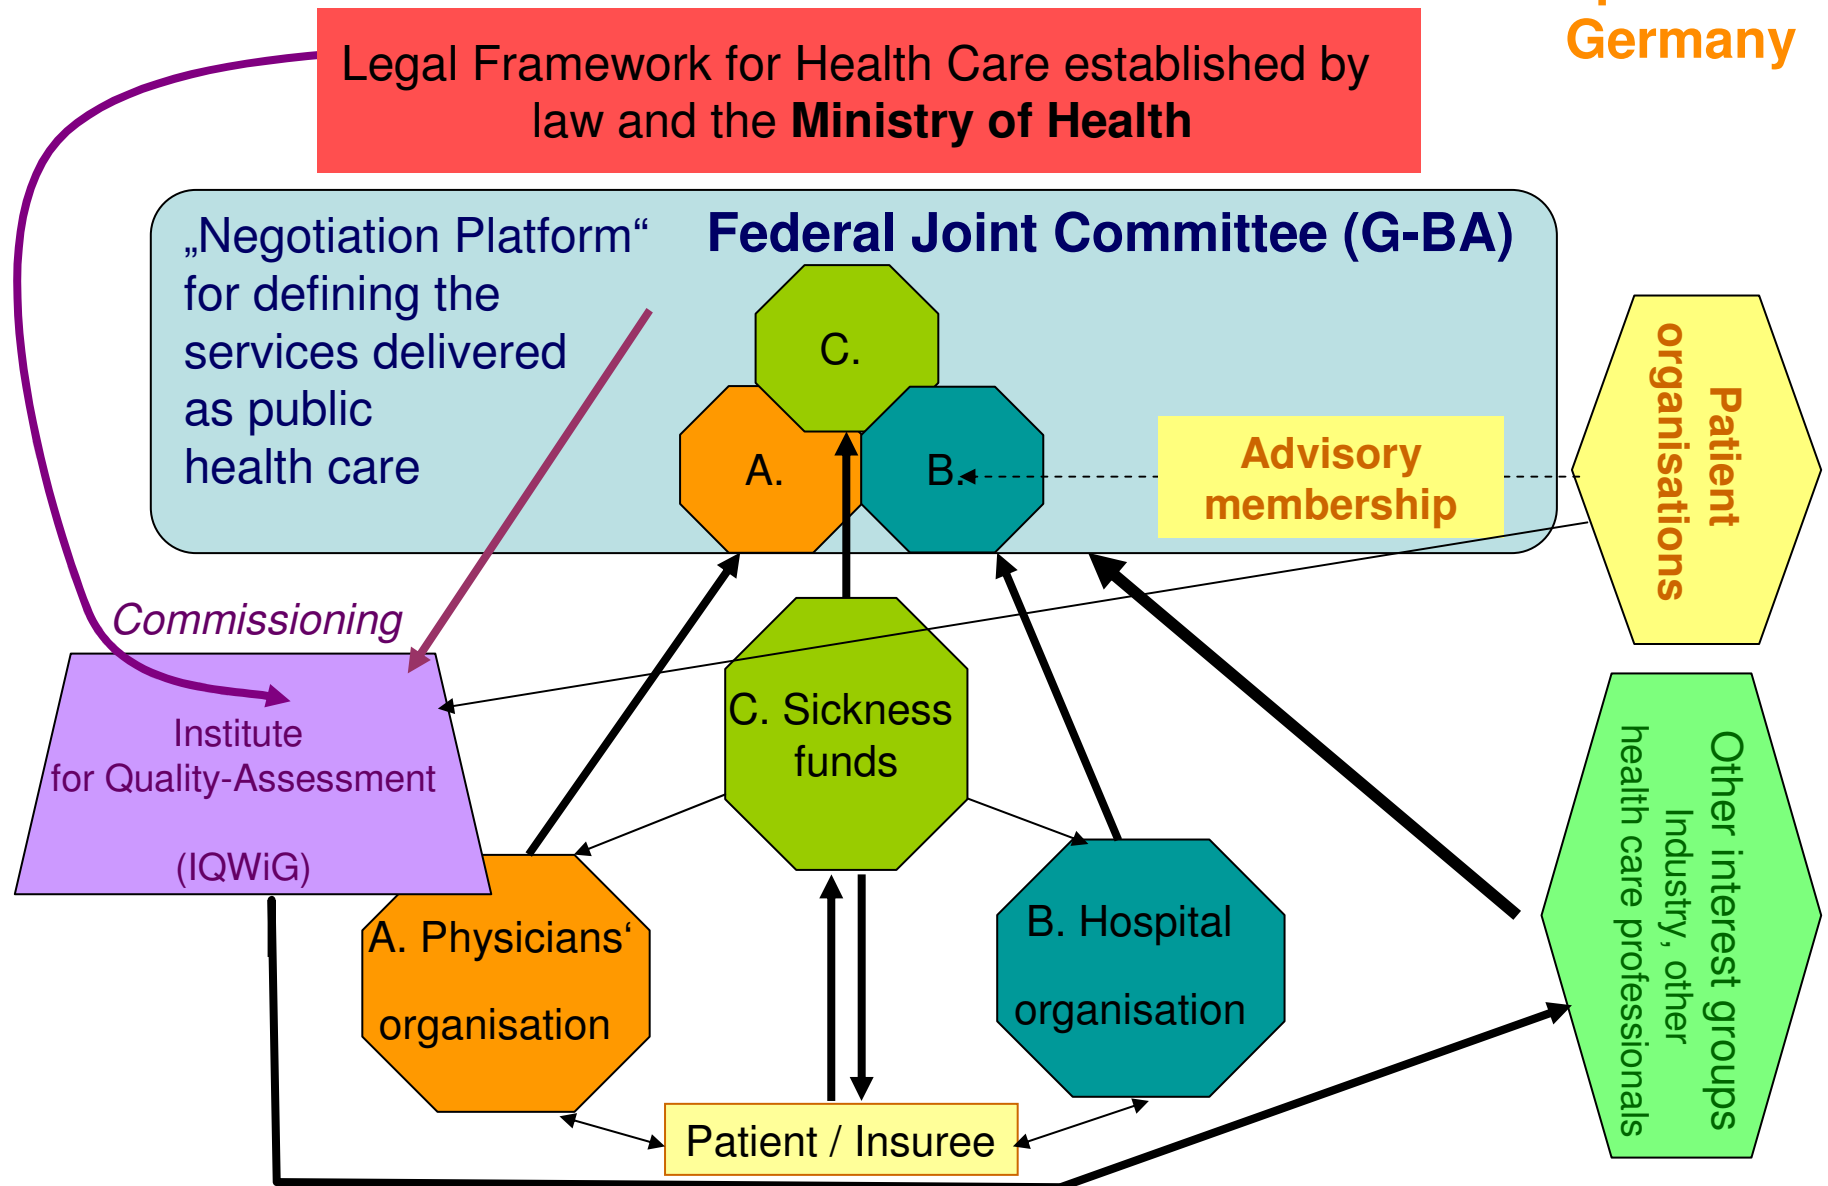 Germany
Legal Framework for Health Care established by
law and the Ministry of Health
„Negotiation Platform“
for defining the
services delivered
as public
health care
Federal Joint Committee (G-BA)
C.
A.
B.
Advisory
membership
Patient
organisations
Commissioning
Institute
for Quality-Assessment
(IQWiG)
C. Sickness
funds
A. Physicians‘
organisation
B. Hospital
organisation
Patient / Insuree
Other interest groups
Industry, other
health care professionals